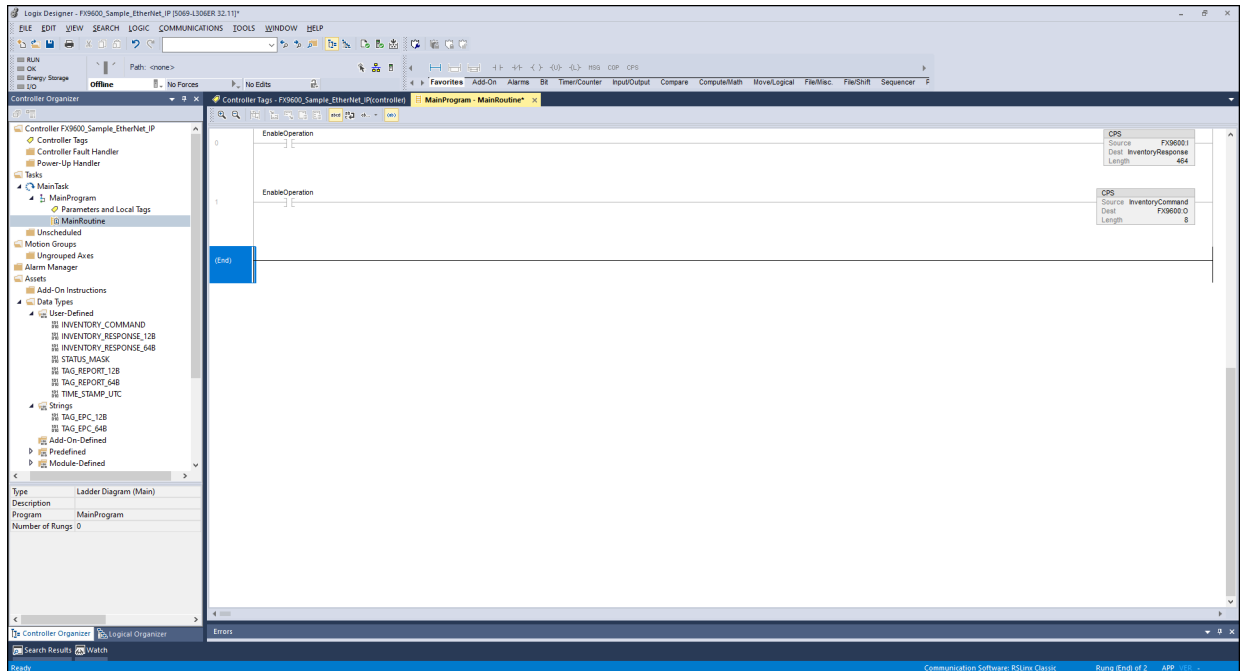 Logix Designer - FX9600_Sample_EtherNet_IP [5069-L306ER 32.11]*
FILE EDIT VIEW SEARCH LOGIC COMMUNICATIONS TOOLS WINDOW HELP
RUN
OK
Energy Storage
I/O
Path: <none>
Offline
No Forces
No Edits
MSG COP CPS
Favorites Add-On Alarms Bit Timer/Counter Input/Output Compare Compute/Math Move/Logical File/Misc. File/Shift Sequencer
Controller Organizer
Controller Tags - FX9600_Sample_EtherNet_IP(controller)
MainProgram - MainRoutine*
Controller FX9600_Sample_EtherNet_IP
Controller Tags
Controller Fault Handler
Power-Up Handler
Tasks
MainTask
MainProgram
Parameters and Local Tags
MainRoutine
Unscheduled
Motion Groups
Ungrouped Axes
Alarm Manager
Assets
Add-On Instructions
Data Types
User-Defined
INVENTORY_COMMAND
INVENTORY_RESPONSE_12B
INVENTORY_RESPONSE_64B
STATUS_MASK
TAG_REPORT_12B
TAG_REPORT_64B
TIME_STAMP_UTC
Strings
TAG_EPC_12B
TAG_EPC_64B
Add-On-Defined
Predefined
Module-Defined
Type Ladder Diagram (Main)
Description
Program MainProgram
Number of Rungs 0
Controller Organizer
Logical Organizer
0
EnableOperation
CPS
Source FX9600:I
Dest InventoryResponse
Length 464
1
EnableOperation
CPS
Source InventoryCommand
Dest FX9600:O
Length 8
(End)
Errors
Search Results
Watch
Ready
Communication Software: RSLinx Classic
Rung (End) of 2
APP
VER